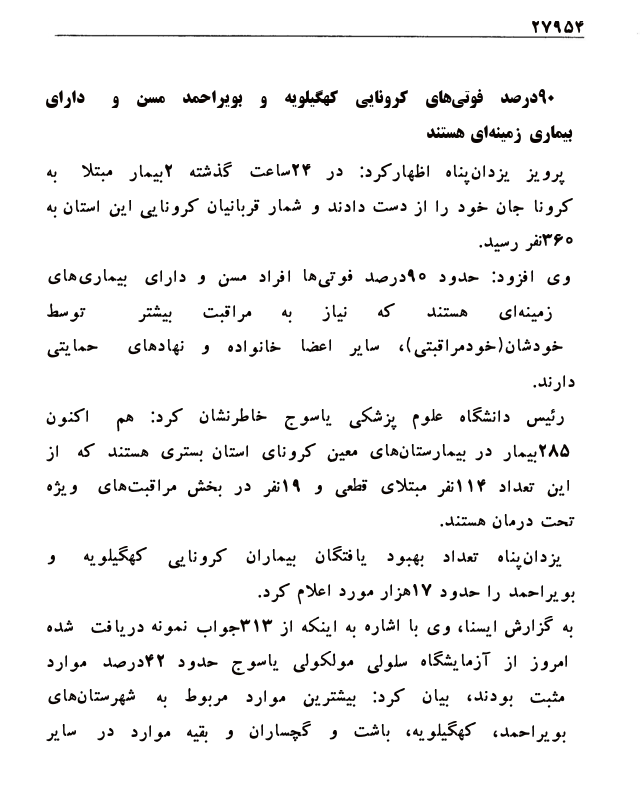 ۲۷۹۵۴
۹۰درصد فوتی‌های کرونایی کهگیلویه و بویراحمد مسن و دارای
بیماری زمینه‌ای هستند
پرویز یزدان‌پناه اظهارکرد: در ۲۴ساعت گذشته ۲بیمار مبتلا به
کرونا جان خود را از دست دادند و شمار قربانیان کرونایی این استان به
۳۶۰نفر رسید.
وی افزود: حدود ۹۰درصد فوتی‌ها افراد مسن و دارای بیماری‌های
زمینه‌ای هستند که نیاز به مراقبت بیشتر توسط
خودشان(خودمراقبتی)، سایر اعضا خانواده و نهادهای حمایتی
دارند.
رئیس دانشگاه علوم پزشکی یاسوج خاطرنشان کرد: هم اکنون
۲۸۵بیمار در بیمارستان‌های معین کرونای استان بستری هستند که از
این تعداد ۱۱۴نفر مبتلای قطعی و ۱۹نفر در بخش مراقبت‌های ویژه
تحت درمان هستند.
یزدان‌پناه تعداد بهبود یافتگان بیماران کرونایی کهگیلویه و
بویراحمد را حدود ۱۷هزار مورد اعلام کرد.
به گزارش ایسنا، وی با اشاره به اینکه از ۳۱۳جواب نمونه دریافت شده
امروز از آزمایشگاه سلولی مولکولی یاسوج حدود ۴۲درصد موارد
مثبت بودند، بیان کرد: بیشترین موارد مربوط به شهرستان‌های
بویراحمد، کهگیلویه، باشت و گچساران و بقیه موارد در سایر